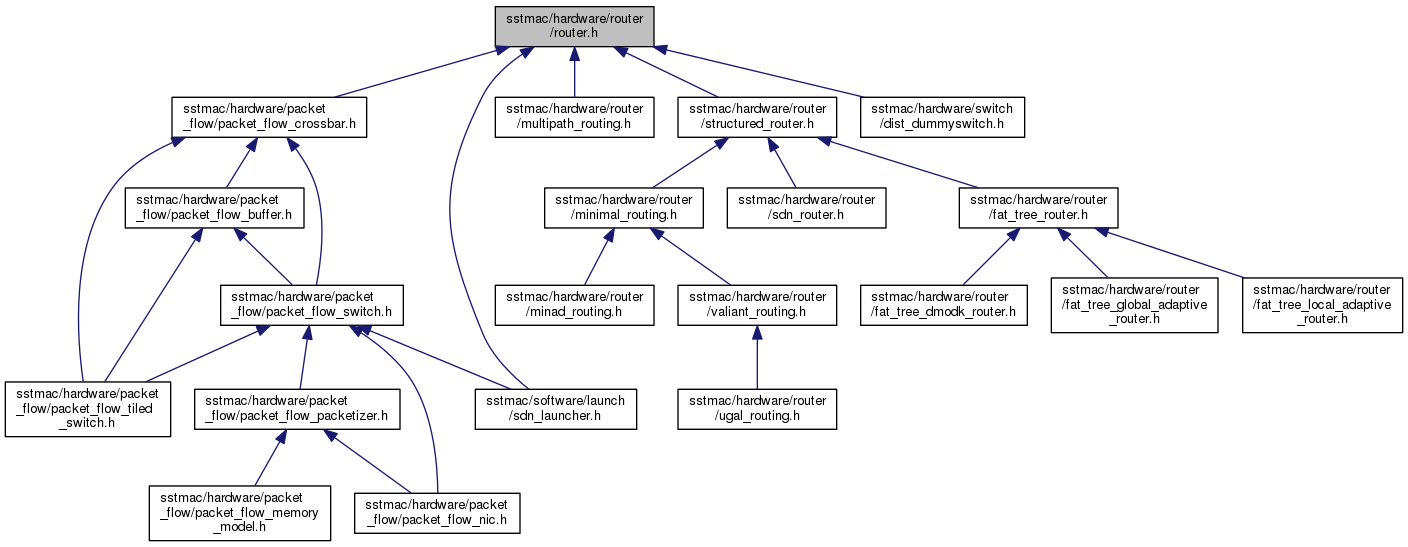 sstmac/hardware/router
/router.h
sstmac/hardware/packet
_flow/packet_flow_crossbar.h
sstmac/hardware/router
/multipath_routing.h
sstmac/hardware/router
/structured_router.h
sstmac/hardware/switch
/dist_dummyswitch.h
sstmac/hardware/packet
_flow/packet_flow_buffer.h
sstmac/hardware/router
/minimal_routing.h
sstmac/hardware/router
/sdn_router.h
sstmac/hardware/router
/fat_tree_router.h
sstmac/hardware/packet
_flow/packet_flow_switch.h
sstmac/hardware/router
/minad_routing.h
sstmac/hardware/router
/valiant_routing.h
sstmac/hardware/router
/fat_tree_dmodk_router.h
sstmac/hardware/router
/fat_tree_global_adaptive
_router.h
sstmac/hardware/router
/fat_tree_local_adaptive
_router.h
sstmac/hardware/packet
_flow/packet_flow_tiled
_switch.h
sstmac/hardware/packet
_flow/packet_flow_packetizer.h
sstmac/software/launch
/sdn_launcher.h
sstmac/hardware/router
/ugal_routing.h
sstmac/hardware/packet
_flow/packet_flow_memory
_model.h
sstmac/hardware/packet
_flow/packet_flow_nic.h